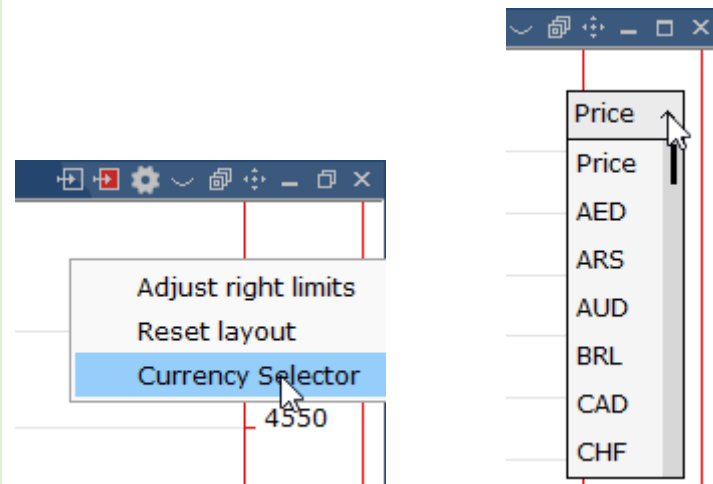 Adjust right limits
Reset layout
Currency Selector
4550
Price
Price
AED
ARS
AUD
BRL
CAD
CHF